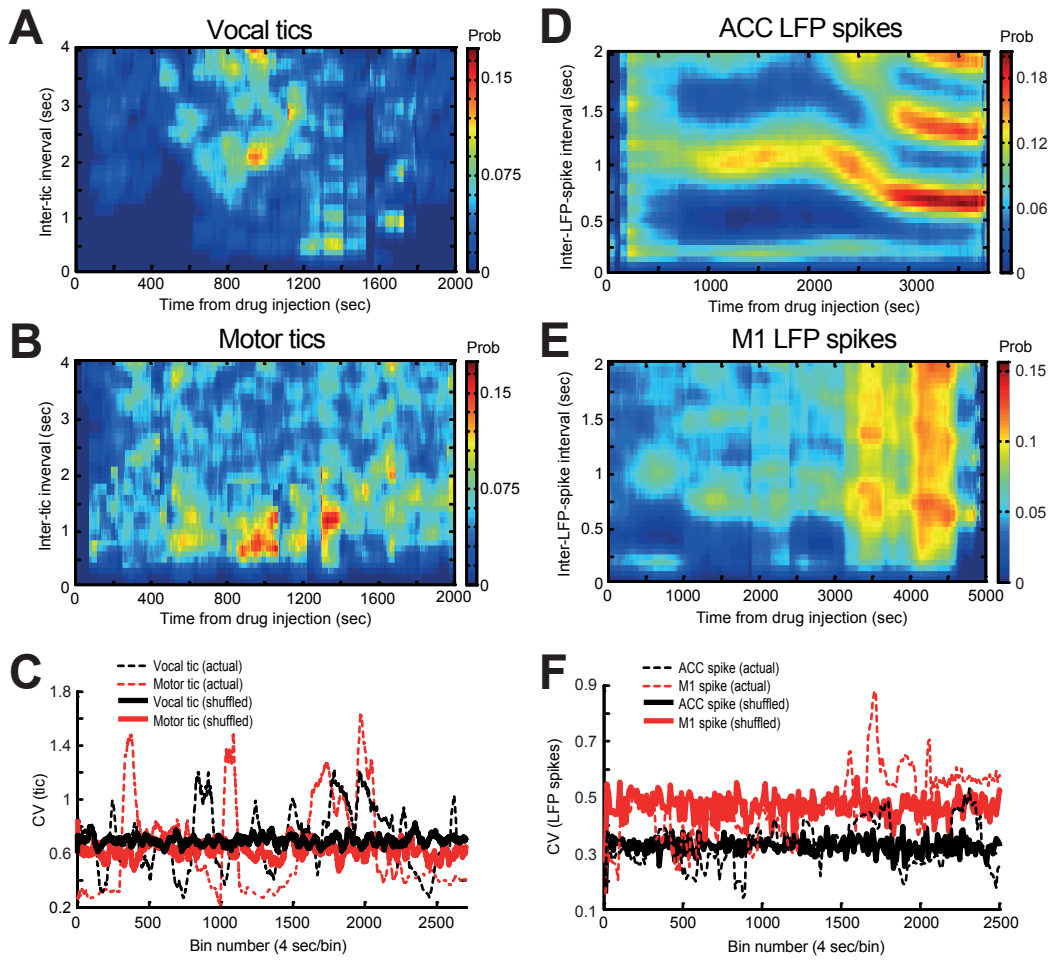 A
Vocal tics
Prob
4
3
2
1
0
Inter-tic inverval (sec)
0 400 800 1200 1600 2000
Time from drug injection (sec)
0.15
0.075
0
D
ACC LFP spikes
2
1.5
1
0.5
0
Inter-LFP-spike interval (sec)
0 1000 2000 3000
Time from drug injection (sec)
Prob
0.18
0.12
0.06
0
B
Motor tics
Prob
4
3
2
1
0
Inter-tic inverval (sec)
0 400 800 1200 1600 2000
Time from drug injection (sec)
0.15
0.075
0
E
M1 LFP spikes
2
1.5
1
0.5
0
Inter-LFP-spike interval (sec)
0 1000 2000 3000 4000 5000
Time from drug injection (sec)
Prob
0.15
0.1
0.05
0
C
Vocal tic (actual)
Motor tic (actual)
Vocal tic (shuffled)
Motor tic (shuffled)
1.8
1.4
1
0.6
0.2
CV (tic)
0 500 1000 1500 2000 2500
Bin number (4 sec/bin)
F
ACC spike (actual)
M1 spike (actual)
ACC spike (shuffled)
M1 spike (shuffled)
0.9
0.7
0.5
0.3
0.1
CV (LFP spikes)
0 500 1000 1500 2000 2500
Bin number (4 sec/bin)